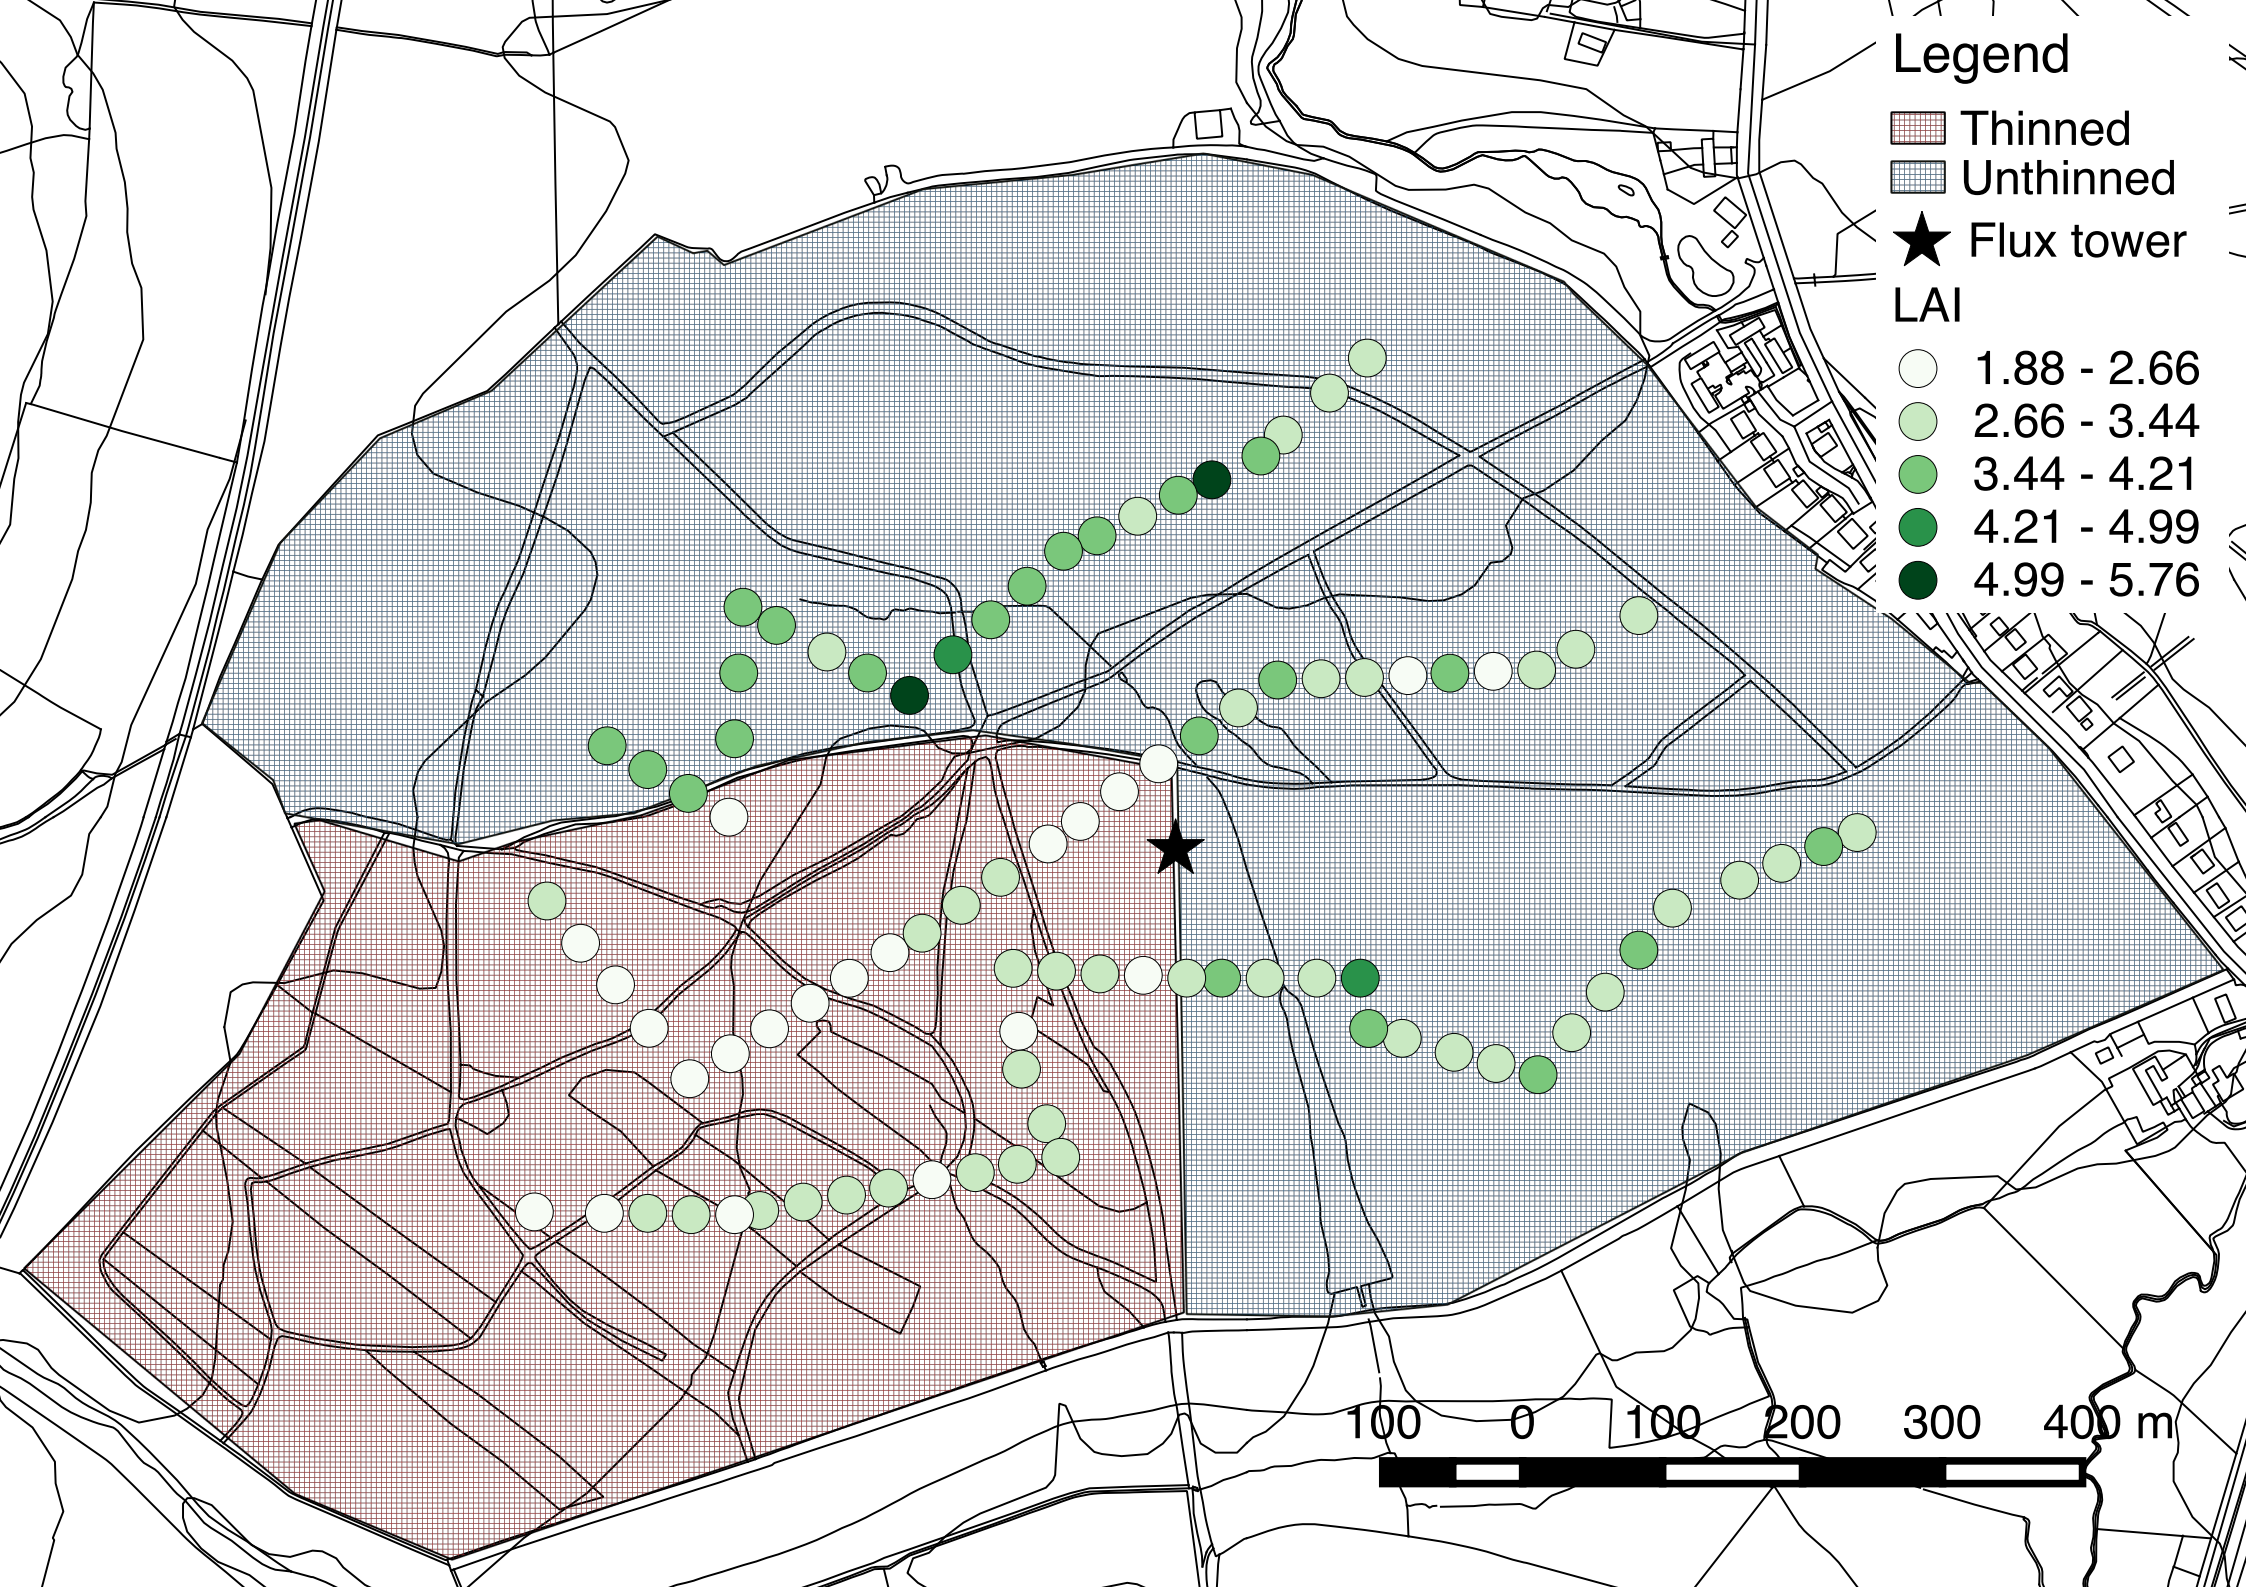 Legend
Thinned
Unthinned
Flux tower
LAI
1.88 - 2.66
2.66 - 3.44
3.44 - 4.21
4.21 - 4.99
4.99 - 5.76
100 0 100 200 300 400 m